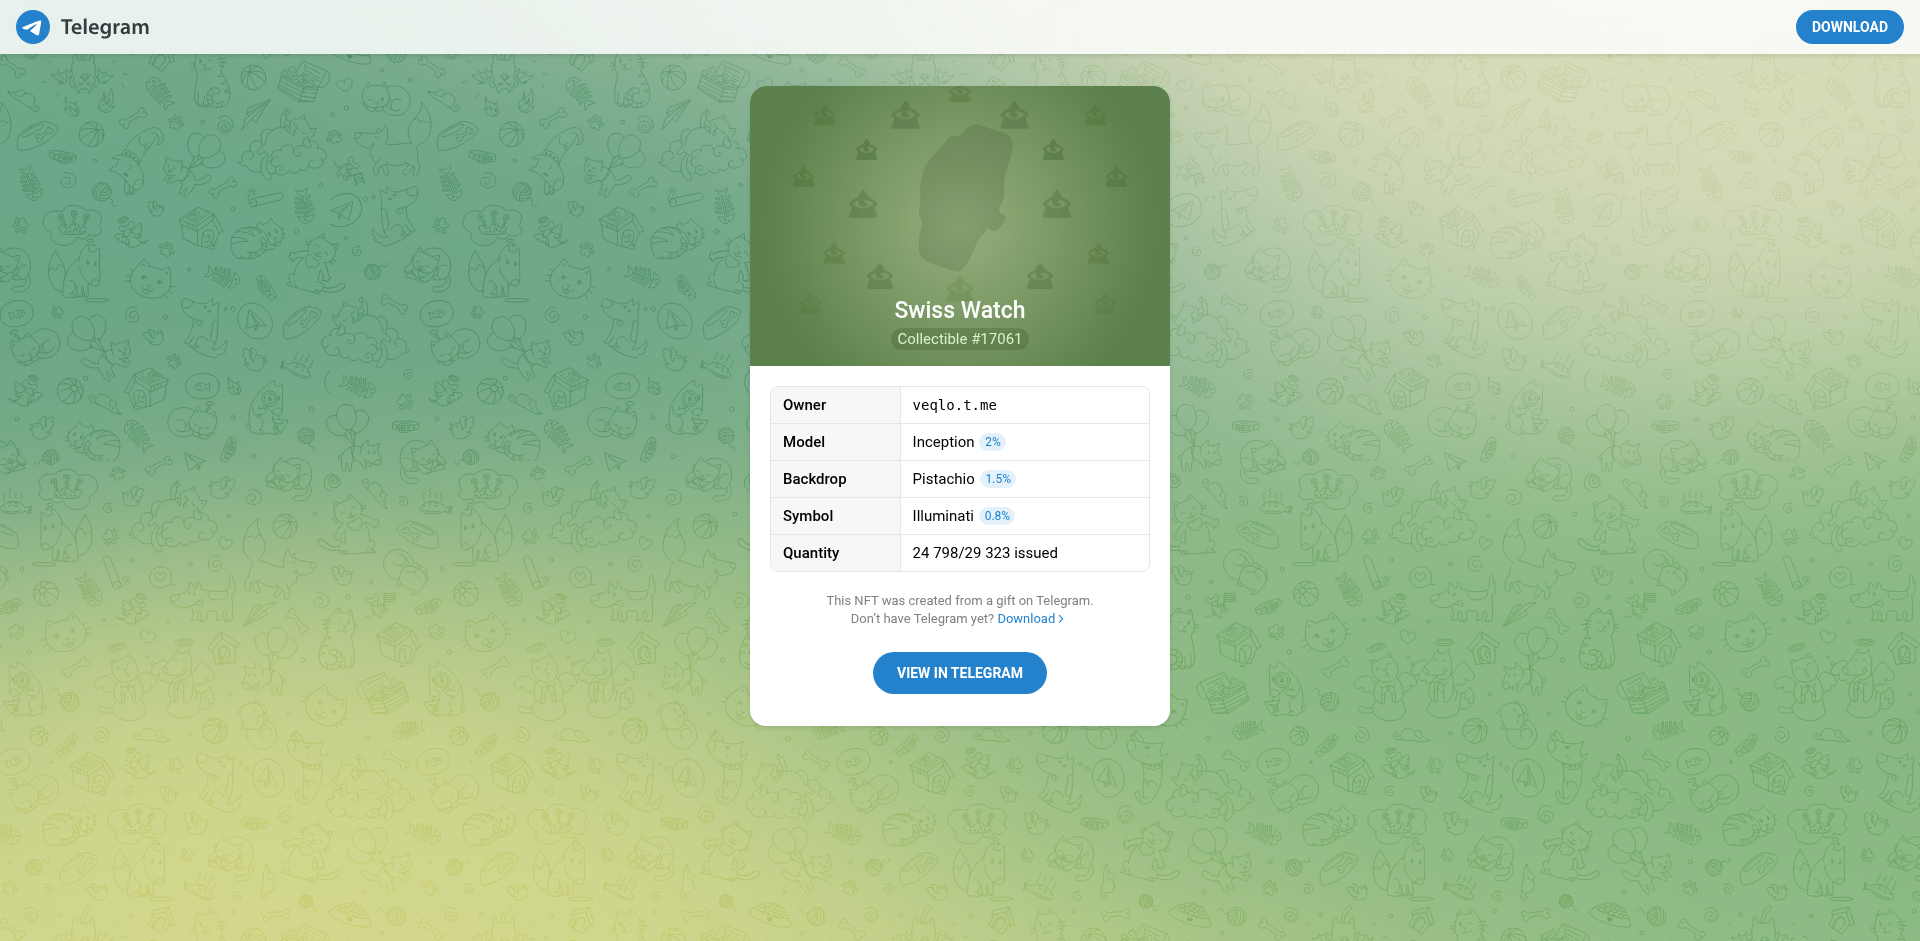 Telegram
DOWNLOAD
Swiss Watch
Collectible #17061
Owner veqlo.t.me
Model Inception 2%
Backdrop Pistachio 1.5%
Symbol Illuminati 0.8%
Quantity 24 798/29 323 issued
This NFT was created from a gift on Telegram.
Don't have Telegram yet? Download >
VIEW IN TELEGRAM